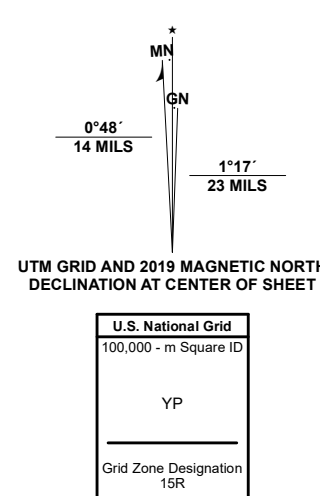 ★
MN
GN
0°48´
14 MILS
1°17´
23 MILS
UTM GRID AND 2019 MAGNETIC NORTH
DECLINATION AT CENTER OF SHEET
U.S. National Grid
100,000 - m Square ID
YP
Grid Zone Designation
15R